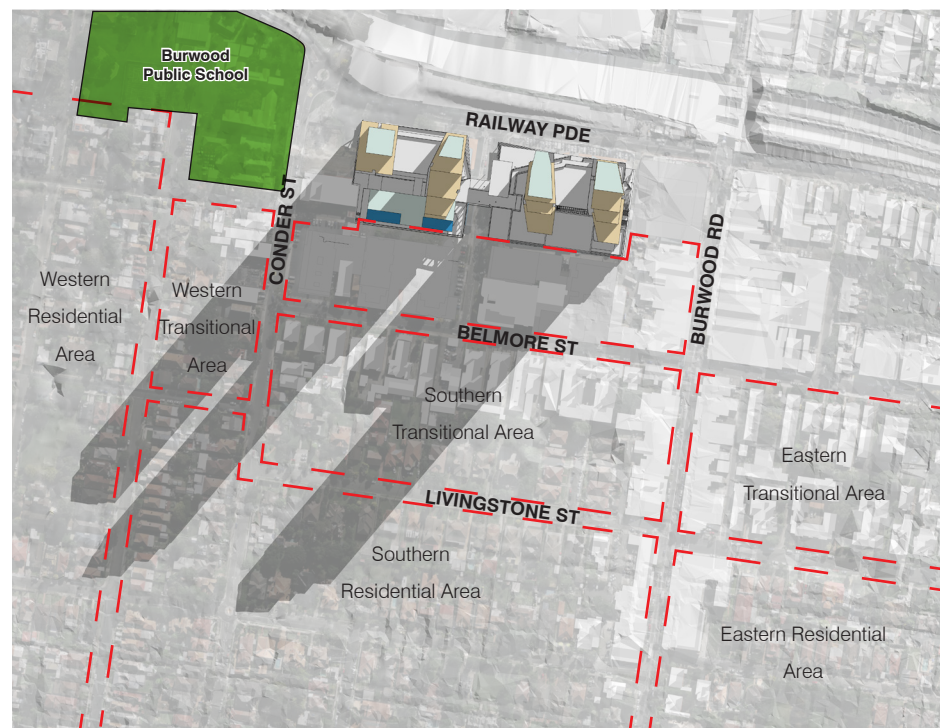 Burwood
Public School
RAILWAY PDE
CONDER ST
BURWOOD RD
Western
Residential
Area
Western
Transitional
Area
BELMORE ST
Southern
Transitional Area
Eastern
Transitional Area
LIVINGSTONE ST
Southern
Residential Area
Eastern Residential
Area